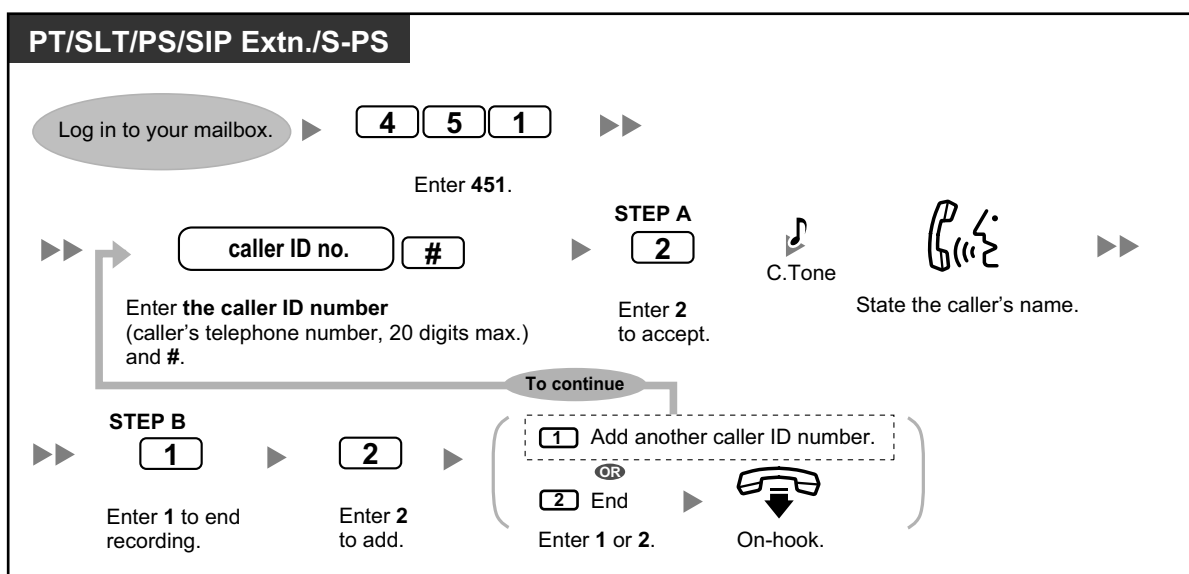 PT/SLT/PS/SIP Extn./S-PS
Log in to your mailbox.
4 5 1
Enter 451.
caller ID no. #
Enter the caller ID number
(caller's telephone number, 20 digits max.)
and #.
STEP A
2
Enter 2
to accept.
C.Tone
State the caller's name.
To continue
STEP B
1
Enter 1 to end
recording.
2
Enter 2
to add.
1 Add another caller ID number.
OR
2 End
Enter 1 or 2.
On-hook.